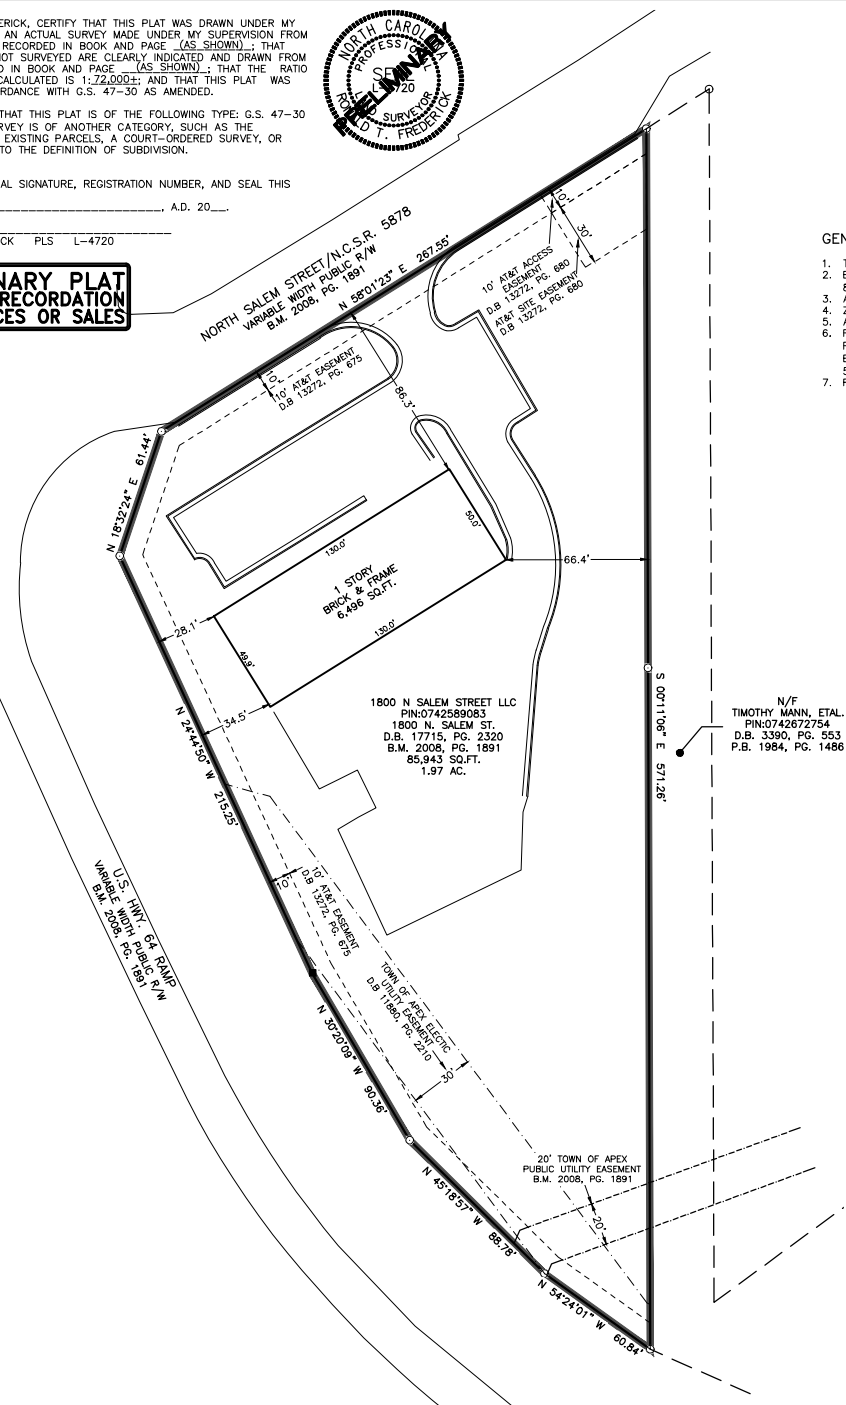 ERICK, CERTIFY THAT THIS PLAT WAS DRAWN UNDER MY
AN ACTUAL SURVEY MADE UNDER MY SUPERVISION FROM
RECORDED IN BOOK AND PAGE (AS SHOWN); THAT
NOT SURVEYED ARE CLEARLY INDICATED AND DRAWN FROM
D IN BOOK AND PAGE (AS SHOWN); THAT THE RATIO
CALCULATED IS 1:72,000+; AND THAT THIS PLAT WAS
ORDANCE WITH G.S. 47-30 AS AMENDED.
THAT THIS PLAT IS OF THE FOLLOWING TYPE: G.S. 47-30
RVEY IS OF ANOTHER CATEGORY, SUCH AS THE
EXISTING PARCELS, A COURT-ORDERED SURVEY, OR
TO THE DEFINITION OF SUBDIVISION.
AL SIGNATURE, REGISTRATION NUMBER, AND SEAL THIS
, A.D. 20__.
CK PLS L-4720
NARY PLAT
RECORDATION
CES OR SALES
NORTH CAROLINA
PROFESSIONAL
SURVEYOR
RONALD T. FREDERICK
PRELIMINARY
GEN
1. T
2. E
8
3. A
4. Z
5. A
6. F
F
E
5
7. F
NORTH SALEM STREET/N.C.S.R. 5878
VARIABLE WIDTH PUBLIC R/W
B.M. 2008, PG. 1891
N 58°01'23" E 267.55'
10'
30'
10' AT&T ACCESS
EASEMENT
D.B 13272, PG. 680
AT&T SITE EASEMENT
D.B 13272, PG. 680
10'
10' AT&T EASEMENT
D.B 13272, PG. 675
86.3'
N 18°32'24" E 61.44'
50.0'
130.0'
1 STORY
BRICK & FRAME
6,496 SQ.FT.
130.0'
66.4'
28.1'
49.9'
34.5'
1800 N SALEM STREET LLC
PIN:0742589083
1800 N. SALEM ST.
D.B. 17715, PG. 2320
B.M. 2008, PG. 1891
85,943 SQ.FT.
1.97 AC.
S 00°11'06" E 571.26'
N/F
TIMOTHY MANN, ETAL.
PIN:0742672754
D.B. 3390, PG. 553
P.B. 1984, PG. 1486
N 24°44'50" W 215.25'
U.S. HWY. 64 RAMP
VARIABLE WIDTH PUBLIC R/W
B.M. 2008, PG. 1891
10'
10' AT&T EASEMENT
D.B 13272, PG. 675
TOWN OF APEX ELECTIC
UTILITY EASEMENT
D.B 11880, PG. 2210
30'
N 30°20'09" W 90.36'
20' TOWN OF APEX
PUBLIC UTILITY EASEMENT
B.M. 2008, PG. 1891
20'
N 45°18'57" W 88.78'
N 54°24'01" W 60.84'